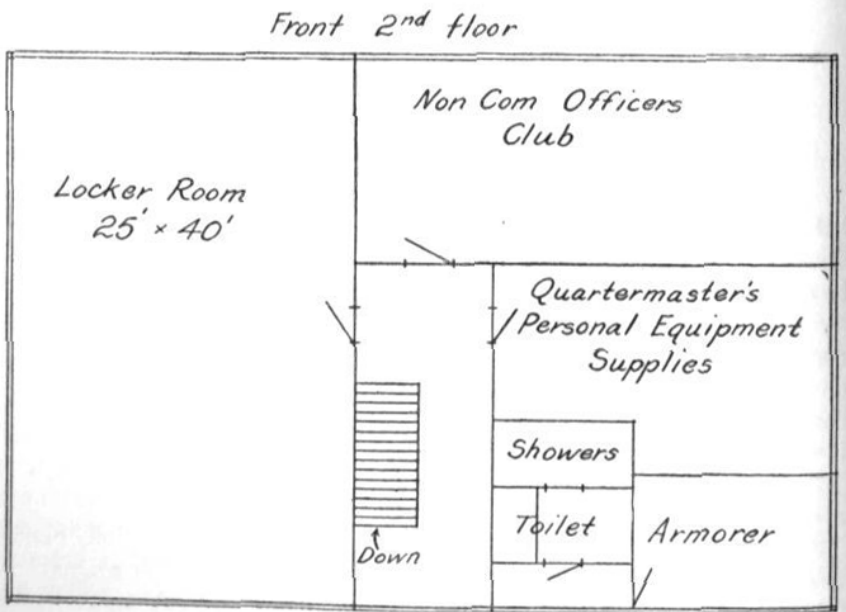 Front 2nd floor
Non Com Officers
Club
Locker Room
25' × 40'
Quartermaster's
Personal Equipment
Supplies
Showers
Toilet
Armorer
Down